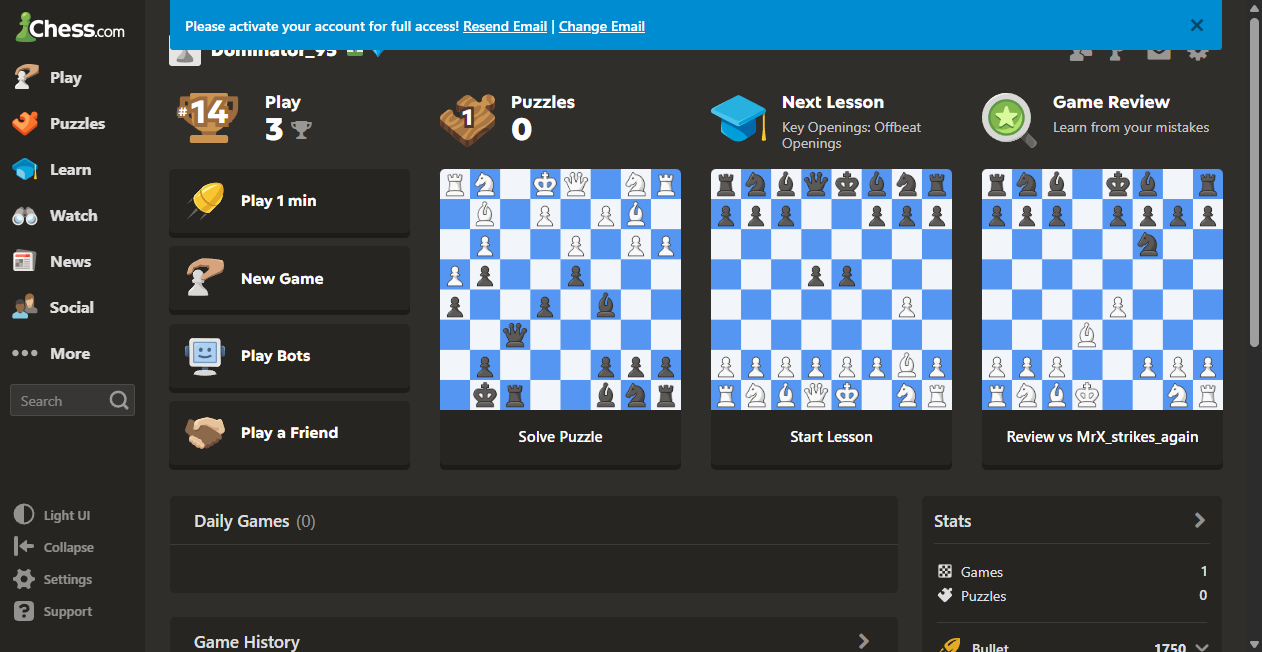 Chess.com
Play
Puzzles
Learn
Watch
News
Social
More
Search
Light UI
Collapse
Settings
Support
Please activate your account for full access! Resend Email | Change Email
Dominator_95
#14
Play
3
1
Puzzles
0
Next Lesson
Key Openings: Offbeat
Openings
Game Review
Learn from your mistakes
Play 1 min
New Game
Play Bots
Play a Friend
Solve Puzzle
Start Lesson
Review vs MrX_strikes_again
Daily Games (0)
Game History
Stats
Games 1
Puzzles 0
Bullet 1750